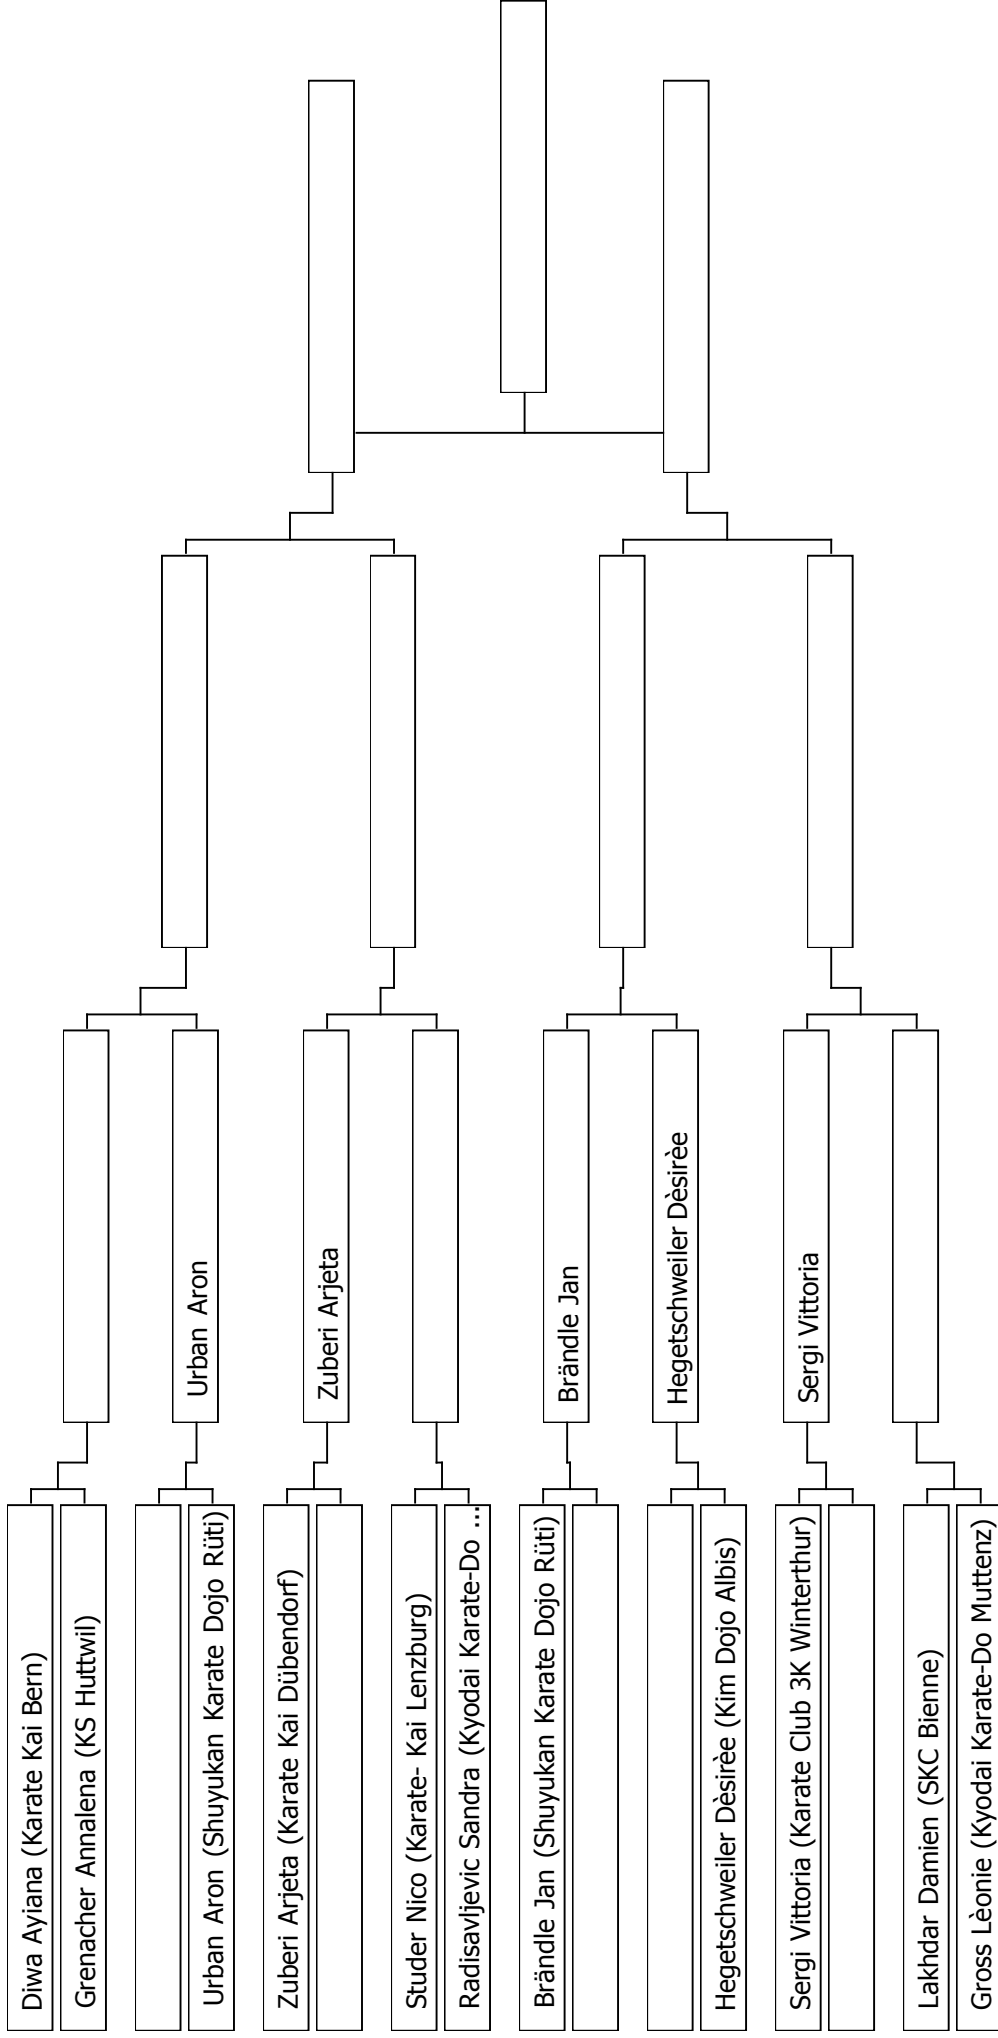 Diwa Ayiana (Karate Kai Bern)
Grenacher Annalena (KS Huttwil)
Urban Aron (Shuyukan Karate Dojo Rüti)
Zuberi Arjeta (Karate Kai Dübendorf)
Studer Nico (Karate- Kai Lenzburg)
Radisavljevic Sandra (Kyodai Karate-Do ...
Brändle Jan (Shuyukan Karate Dojo Rüti)
Hegetschweiler Dèsirèe (Kim Dojo Albis)
Sergi Vittoria (Karate Club 3K Winterthur)
Lakhdar Damien (SKC Bienne)
Gross Lèonie (Kyodai Karate-Do Muttenz)
Urban Aron
Zuberi Arjeta
Brändle Jan
Hegetschweiler Dèsirèe
Sergi Vittoria